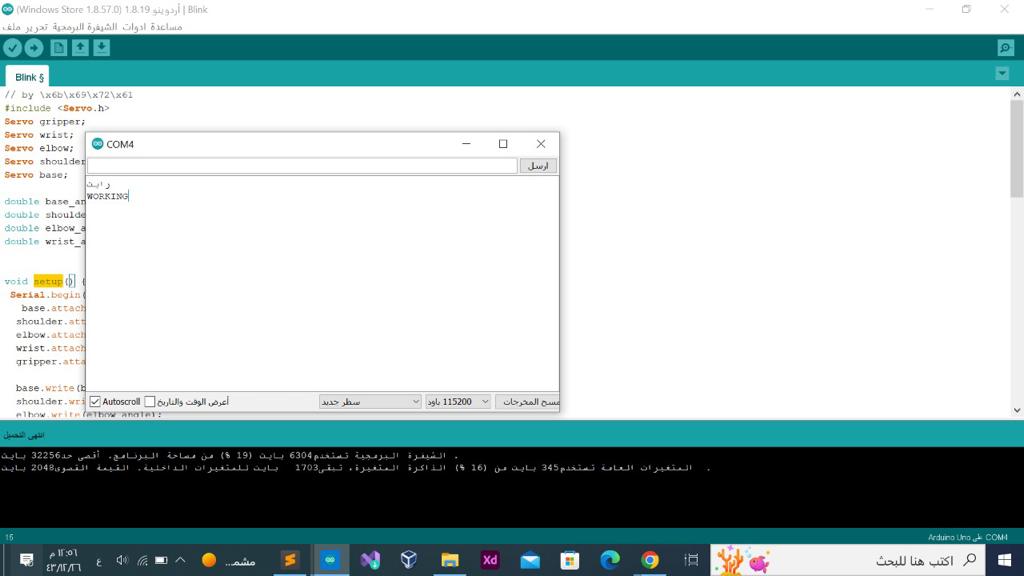 Blink | أردوينو 1.8.19 (Windows Store 1.8.57.0)
ملف تحرير الشيفرة البرمجية ادوات مساعدة
Blink §
// by \x6b\x69\x72\x61
#include <Servo.h>
Servo gripper;
Servo wrist;
Servo elbow;
Servo shoulder
Servo base;
double base_an
double shoulde
double elbow_a
double wrist_a
void setup() {
Serial.begin(
base.attach
shoulder.att
elbow.attach
wrist.attach
gripper.atta
base.write(b
shoulder.wri
elbow.write(elbow_angle);
COM4
ارسل
رايت
WORKING
Autoscroll
أعرض الوقت والتاريخ
سطر جديد
115200 باود
مسح المخرجات
انتهى التحميل
الشيفرة البرمجية تستخدم6304 بايت (19 %) من مساحة البرنامج. أقصى حد32256 بايت.
المتغيرات العامة تستخدم345 بايت من (16 %) الذاكرة المتغيرة، تبقى1703 بايت للمتغيرات الداخلية. القيمة القصوى2048 بايت.
15
Arduino Uno على COM4
اكتب هنا للبحث
Xd
مشمـ...
ع
١٢:٥٦ م
٤٣/١٢/٢٦